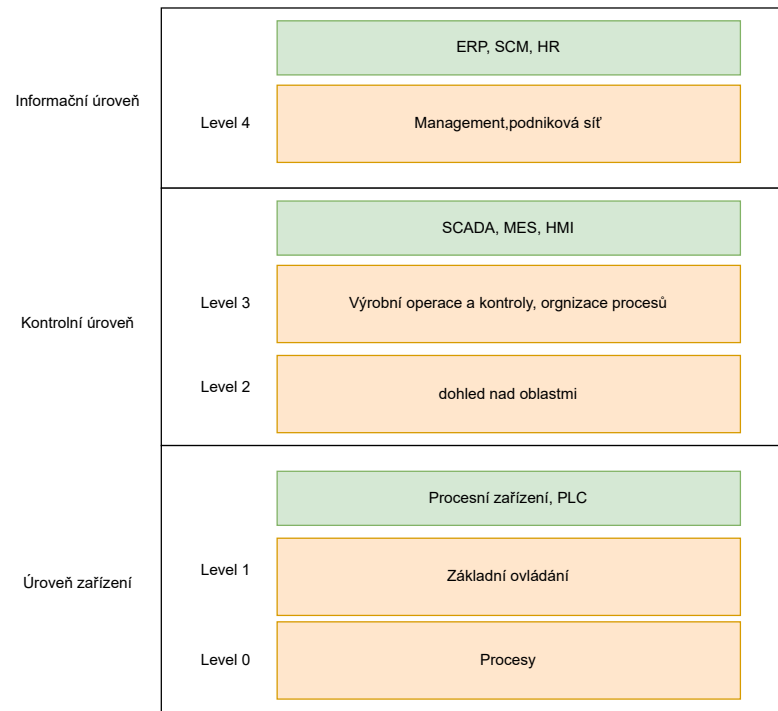 ERP, SCM, HR
Informační úroveň
Level 4
Management,podniková síť
SCADA, MES, HMI
Level 3
Výrobní operace a kontroly, orgnizace procesů
Kontrolní úroveň
Level 2
dohled nad oblastmi
Procesní zařízení, PLC
Level 1
Základní ovládání
Úroveň zařízení
Level 0
Procesy